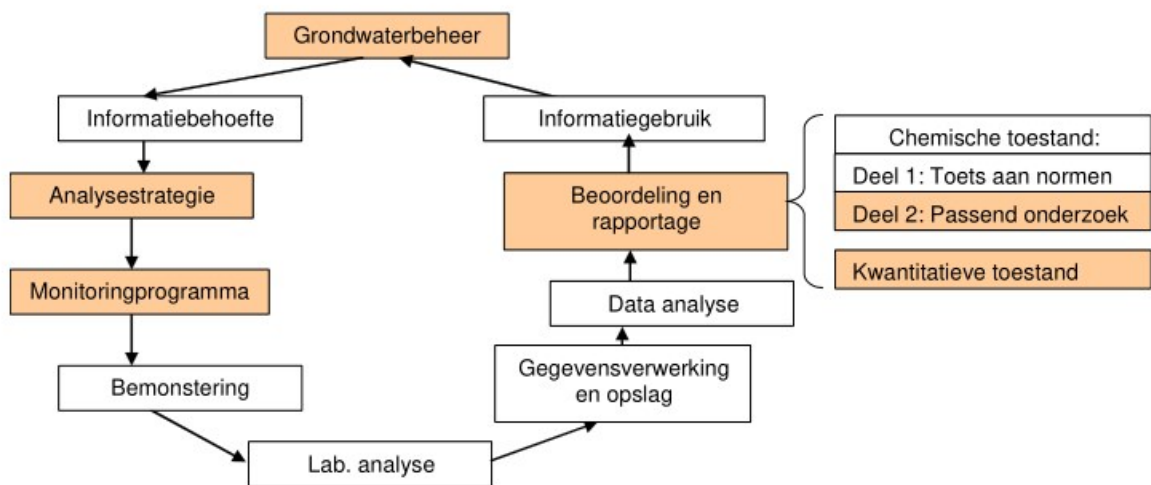 Grondwaterbeheer
Informatiebehoefte
Informatiegebruik
Analysestrategie
Beoordeling en
rapportage
Chemische toestand:
Deel 1: Toets aan normen
Deel 2: Passend onderzoek
Kwantitatieve toestand
Monitoringprogramma
Data analyse
Bemonstering
Gegevensverwerking
en opslag
Lab. analyse